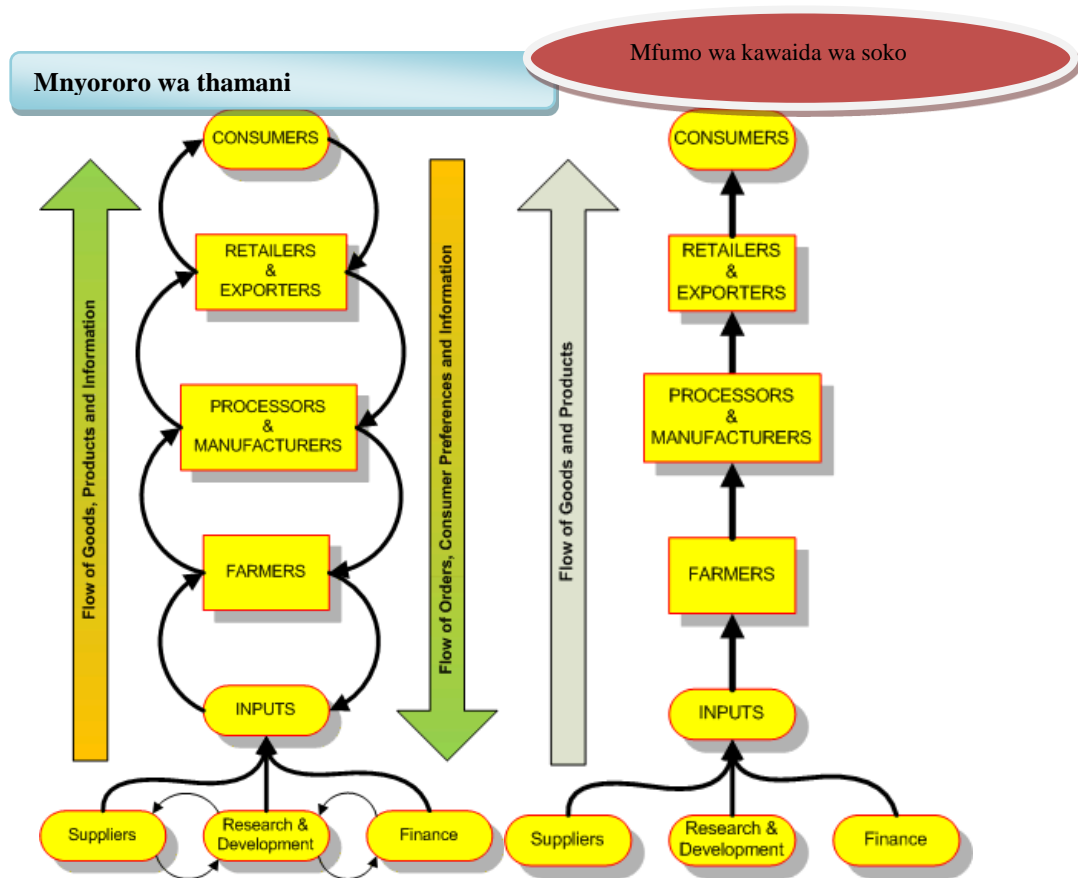 Mnyororo wa thamani
Mfumo wa kawaida wa soko
CONSUMERS
RETAILERS
&
EXPORTERS
PROCESSORS
&
MANUFACTURERS
FARMERS
INPUTS
Suppliers
Research &
Development
Finance
Flow of Goods, Products and Information
Flow of Orders, Consumer Preferences and Information
CONSUMERS
RETAILERS
&
EXPORTERS
PROCESSORS
&
MANUFACTURERS
FARMERS
INPUTS
Suppliers
Research &
Development
Finance
Flow of Goods and Products